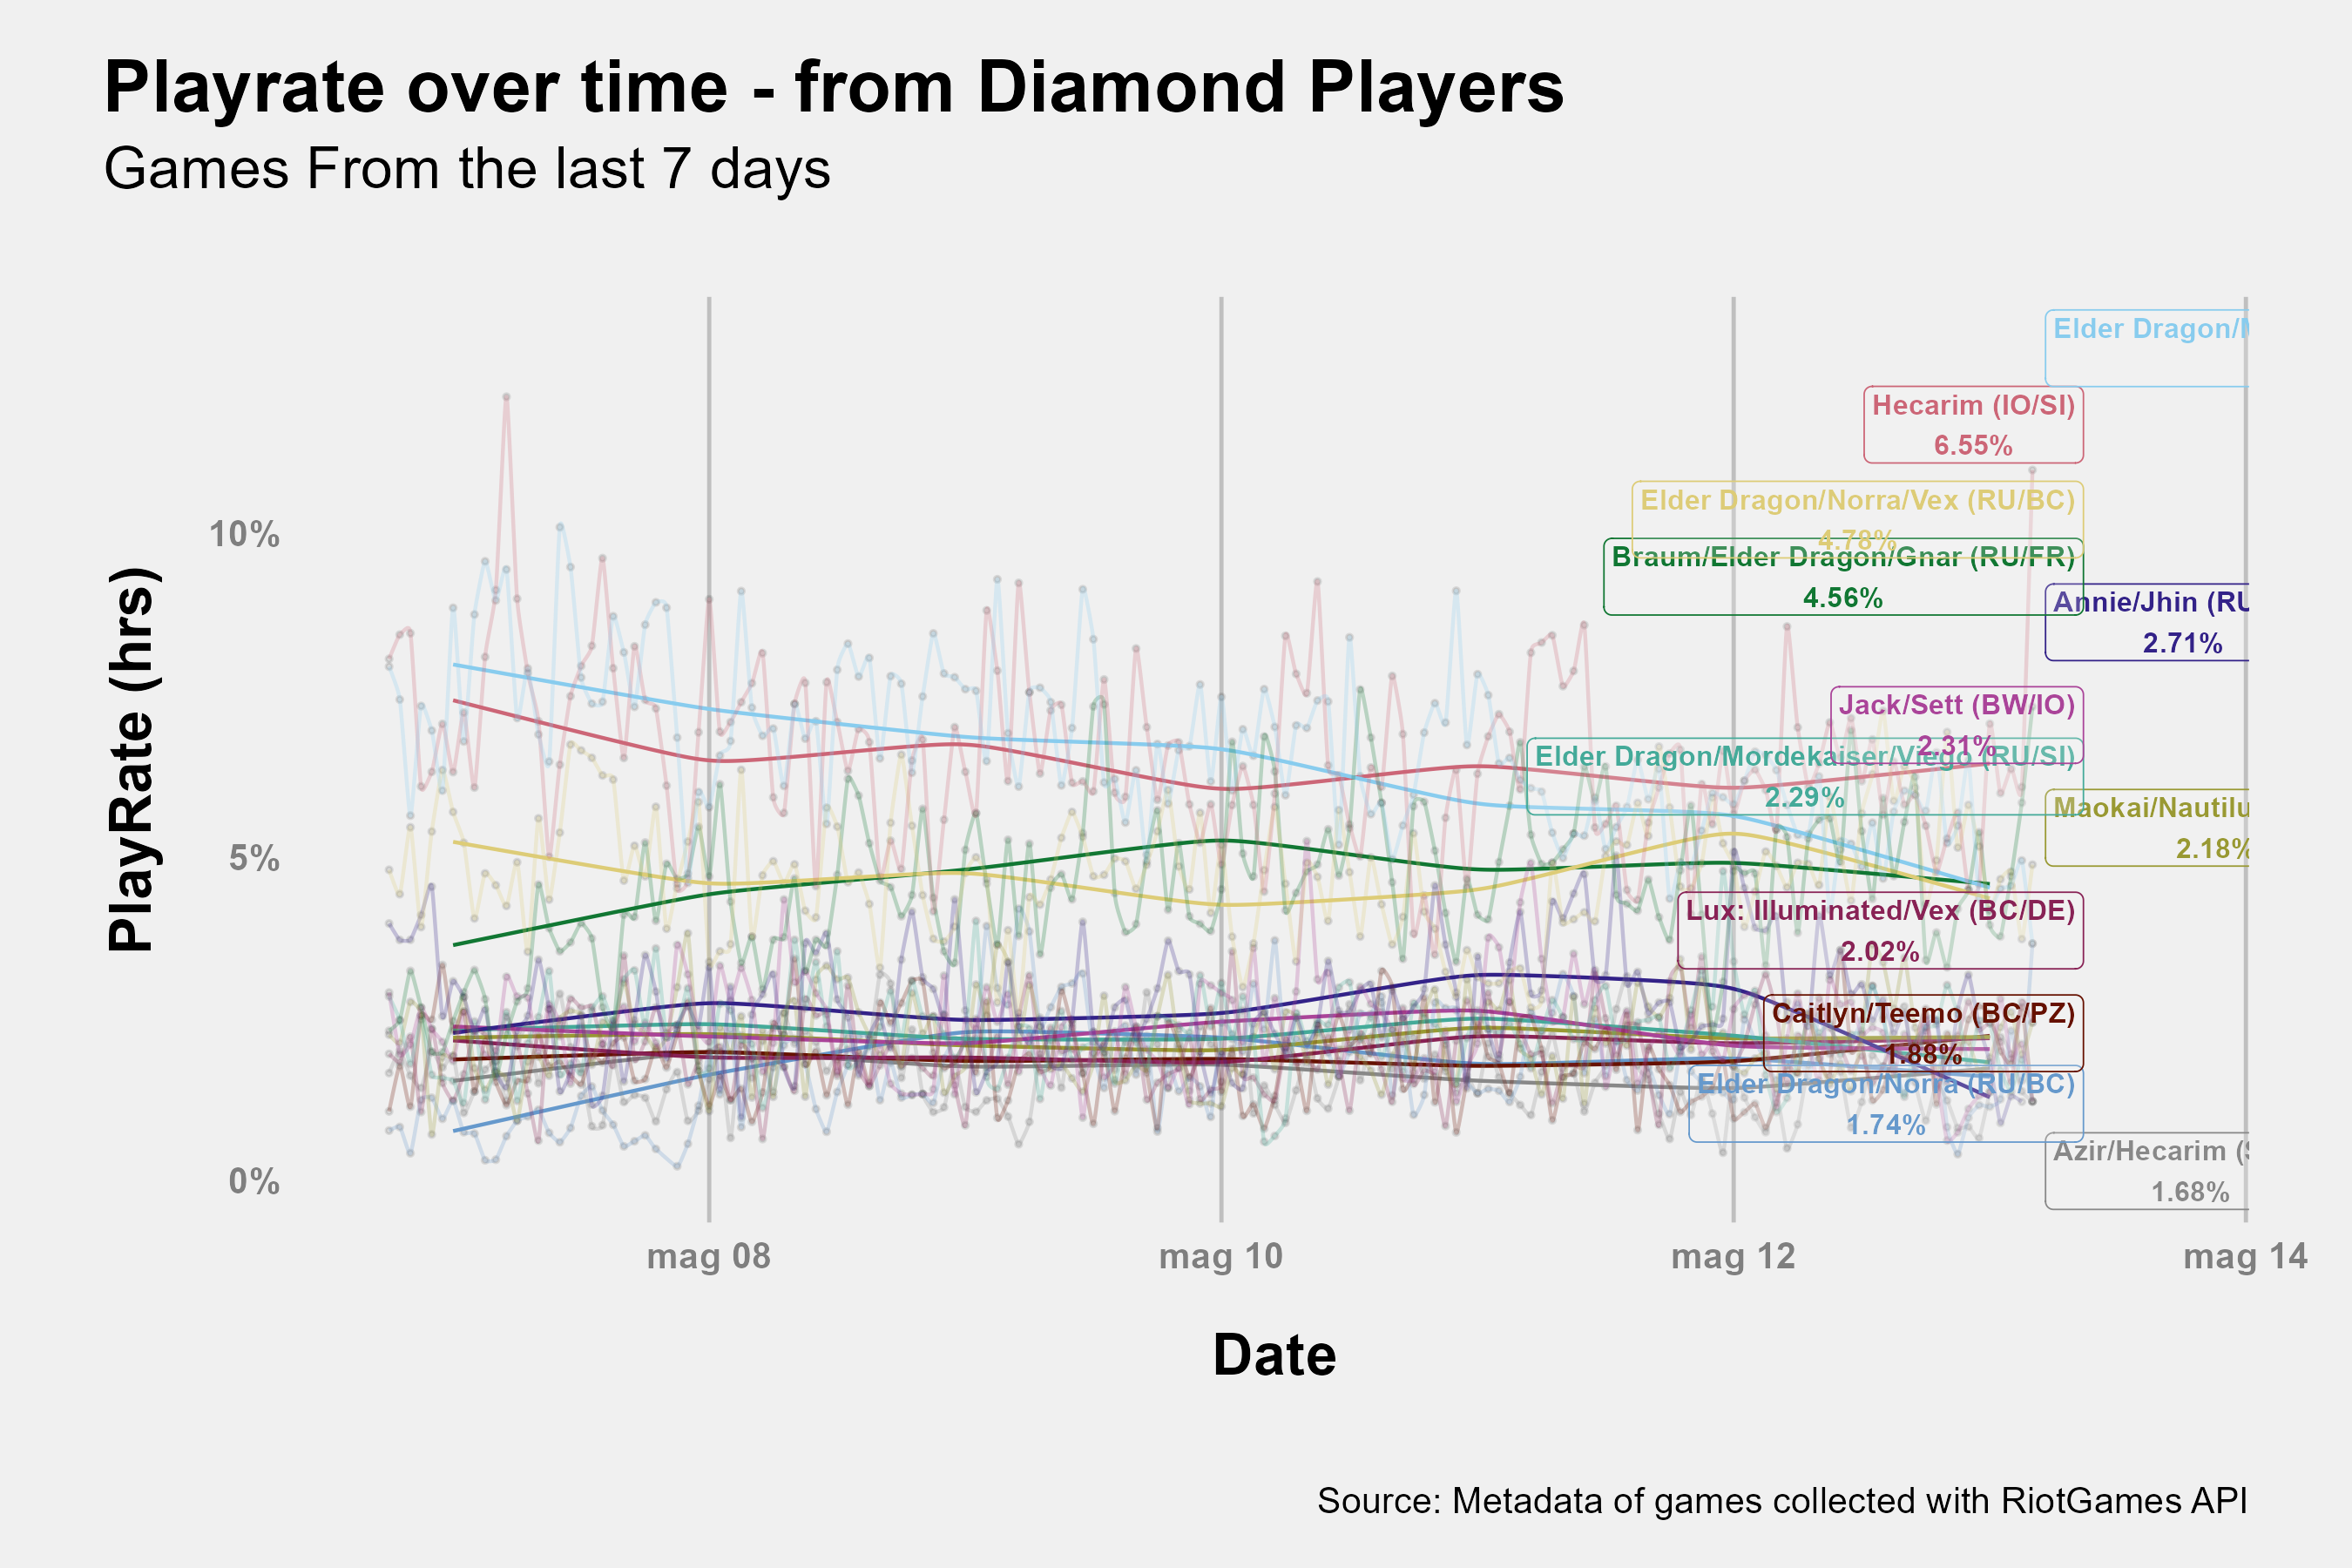 Playrate over time - from Diamond Players
Games From the last 7 days
PlayRate (hrs)
10%
5%
0%
Elder Dragon/
Hecarim (IO/SI)
6.55%
Elder Dragon/Norra/Vex (RU/BC)
4.78%
Braum/Elder Dragon/Gnar (RU/FR)
4.56%
Annie/Jhin (RU
2.71%
Jack/Sett (BW/IO)
2.31%
Elder Dragon/Mordekaiser/Viego (RU/SI)
2.29%
Maokai/Nautilu
2.18%
Lux: Illuminated/Vex (BC/DE)
2.02%
Caitlyn/Teemo (BC/PZ)
1.88%
Elder Dragon/Norra (RU/BC)
1.74%
Azir/Hecarim (
1.68%
mag 08
mag 10
mag 12
mag 14
Date
Source: Metadata of games collected with RiotGames API